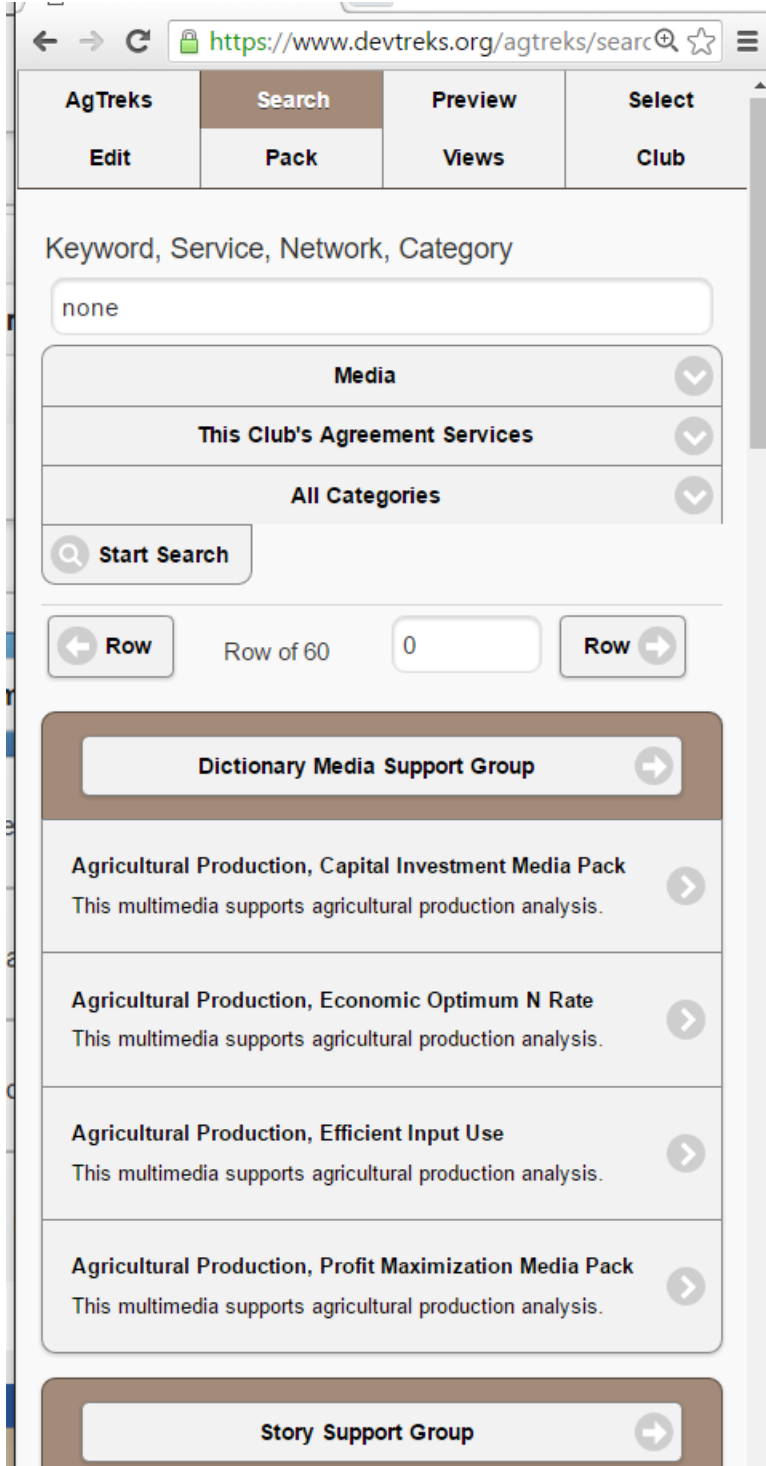 https://www.devtreks.org/agtreks/searc
AgTreks Search Preview Select
Edit Pack Views Club
Keyword, Service, Network, Category
none
Media
This Club's Agreement Services
All Categories
Start Search
Row Row of 60 0 Row
Dictionary Media Support Group
Agricultural Production, Capital Investment Media Pack
This multimedia supports agricultural production analysis.
Agricultural Production, Economic Optimum N Rate
This multimedia supports agricultural production analysis.
Agricultural Production, Efficient Input Use
This multimedia supports agricultural production analysis.
Agricultural Production, Profit Maximization Media Pack
This multimedia supports agricultural production analysis.
Story Support Group